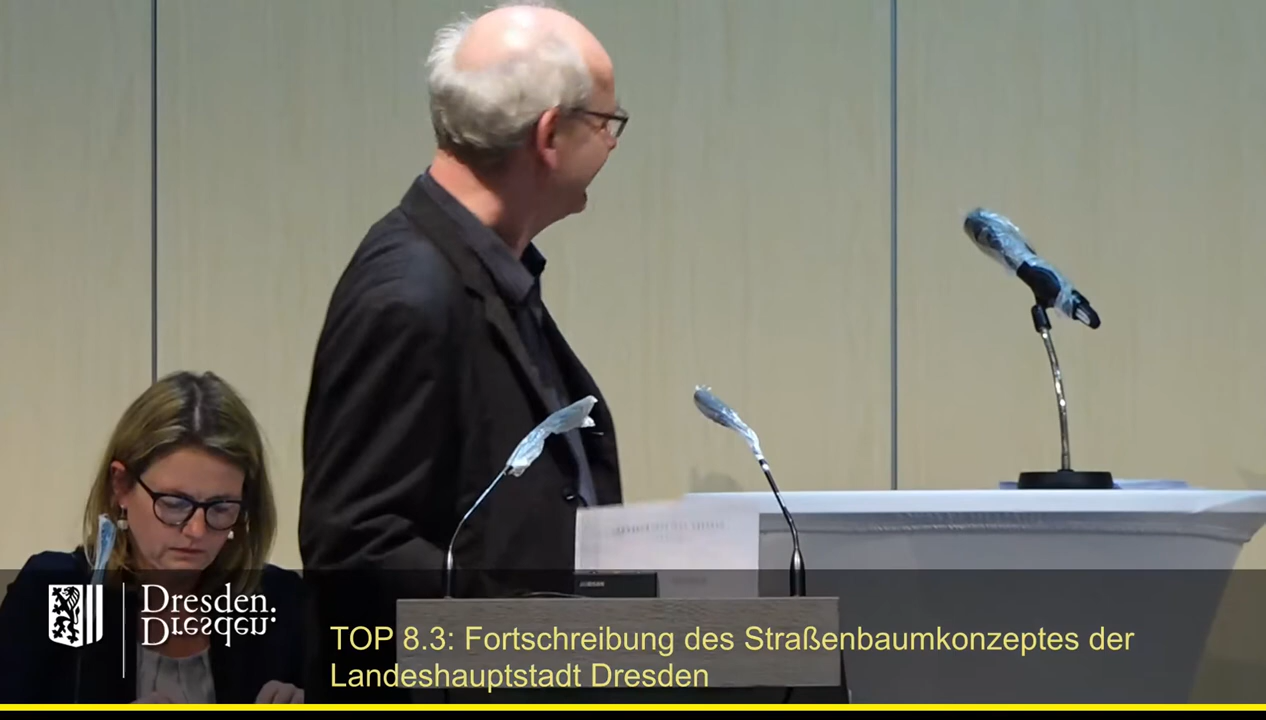 Dresden.
Dresden.
TOP 8.3: Fortschreibung des Straßenbaumkonzeptes der
Landeshauptstadt Dresden